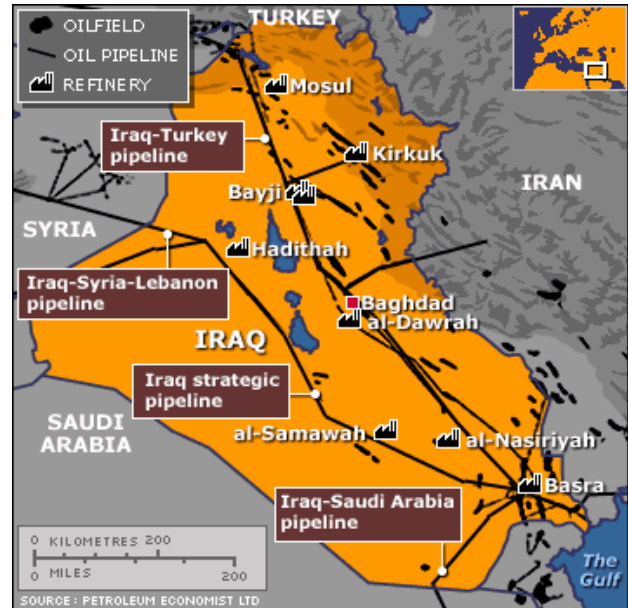 TURKEY
OILFIELD
OIL PIPELINE
REFINERY
Mosul
Iraq-Turkey
pipeline
Kirkuk
IRAN
Bayji
SYRIA
Hadithah
Iraq-Syria-Lebanon
pipeline
Baghdad
al-Dawrah
IRAQ
Iraq strategic
pipeline
SAUDI
ARABIA
al-Samawah
al-Nasiriyah
Basra
Iraq-Saudi Arabia
pipeline
The
Gulf
0 KILOMETRES 200
0 MILES 200
SOURCE: PETROLEUM ECONOMIST LTD